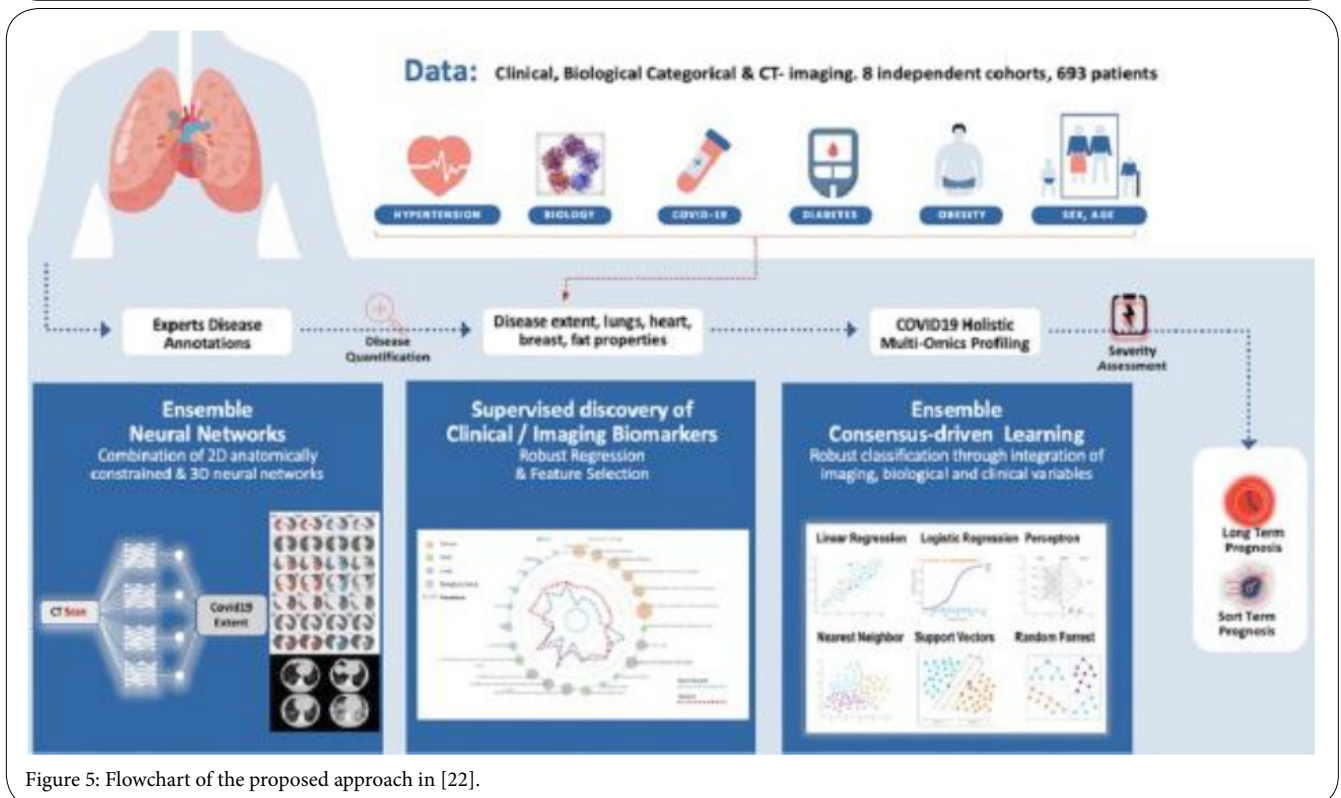 Data: Clinical, Biological Categorical & CT- imaging. 8 independent cohorts, 693 patients
HYPERTENSION
BIOLOGY
COVID-19
DIABETES
OBESITY
SEX, AGE
Experts Disease
Annotations
Disease
Quantification
Disease extent, lungs, heart,
breast, fat properties
COVID19 Holistic
Multi-Omics Profiling
Severity
Assessment
Ensemble
Neural Networks
Combination of 2D anatomically
constrained & 3D neural networks
CT Scan
Covid19
Extent
Supervised discovery of
Clinical / Imaging Biomarkers
Robust Regression
& Feature Selection
Ensemble
Consensus-driven Learning
Robust classification through integration of
imaging, biological and clinical variables
Linear Regression
Logistic Regression
Perceptron
Nearest Neighbor
Support Vectors
Random Forrest
Long Term
Prognosis
Sort Term
Prognosis
Figure 5: Flowchart of the proposed approach in [22].